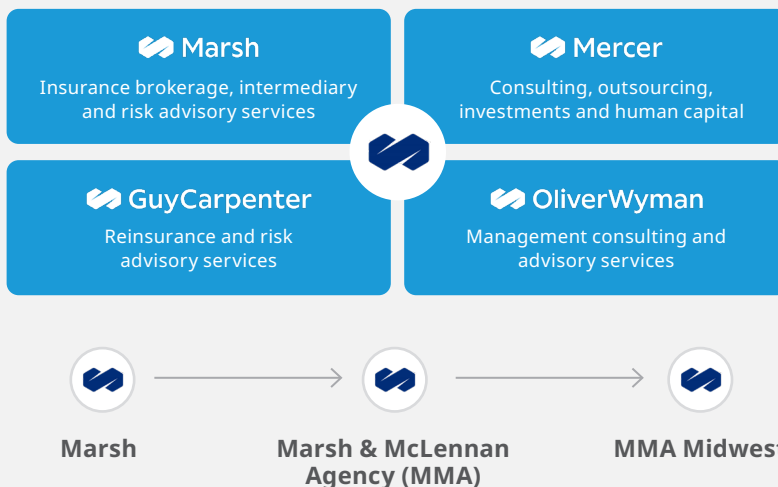 Marsh
Insurance brokerage, intermediary
and risk advisory services
Mercer
Consulting, outsourcing,
investments and human capital
GuyCarpenter
Reinsurance and risk
advisory services
OliverWyman
Management consulting and
advisory services
Marsh
Marsh & McLennan
Agency (MMA)
MMA Midwest